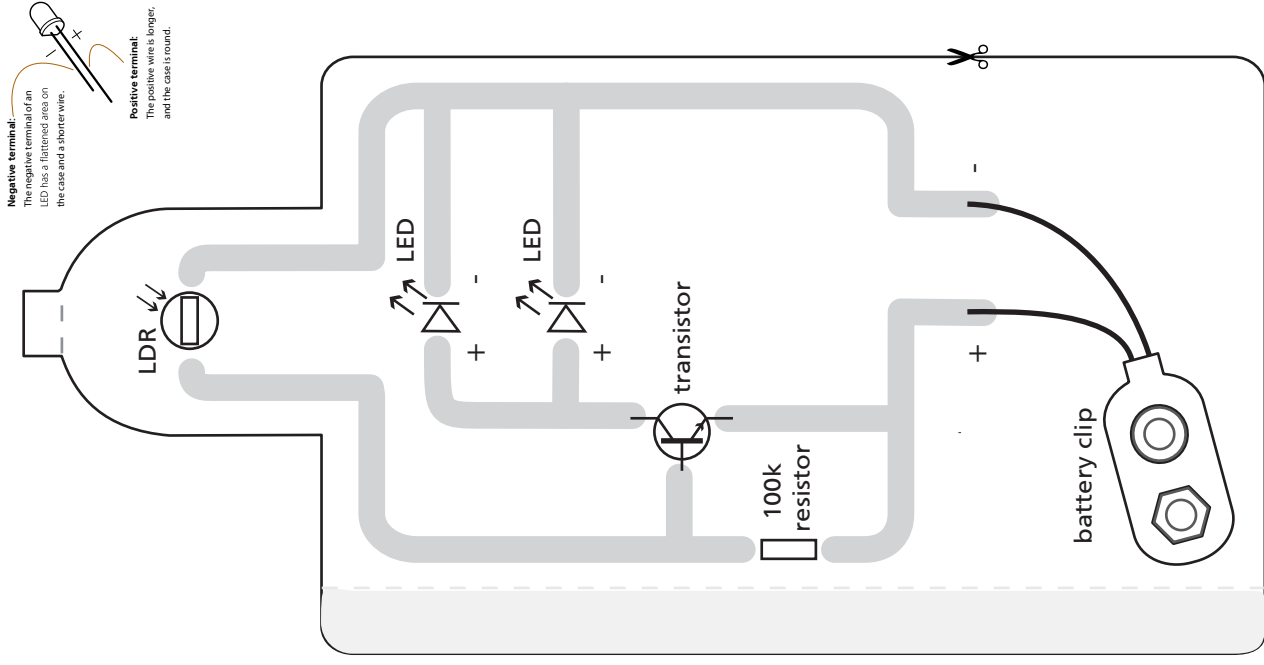 Negative terminal:
The negative terminal of an
LED has a flattened area on
the case and a shorter wire.
Positive terminal:
The positive wire is longer,
and the case is round.
-
+
LDR
LED
-
+
LED
-
+
transistor
100k
resistor
-
+
battery clip